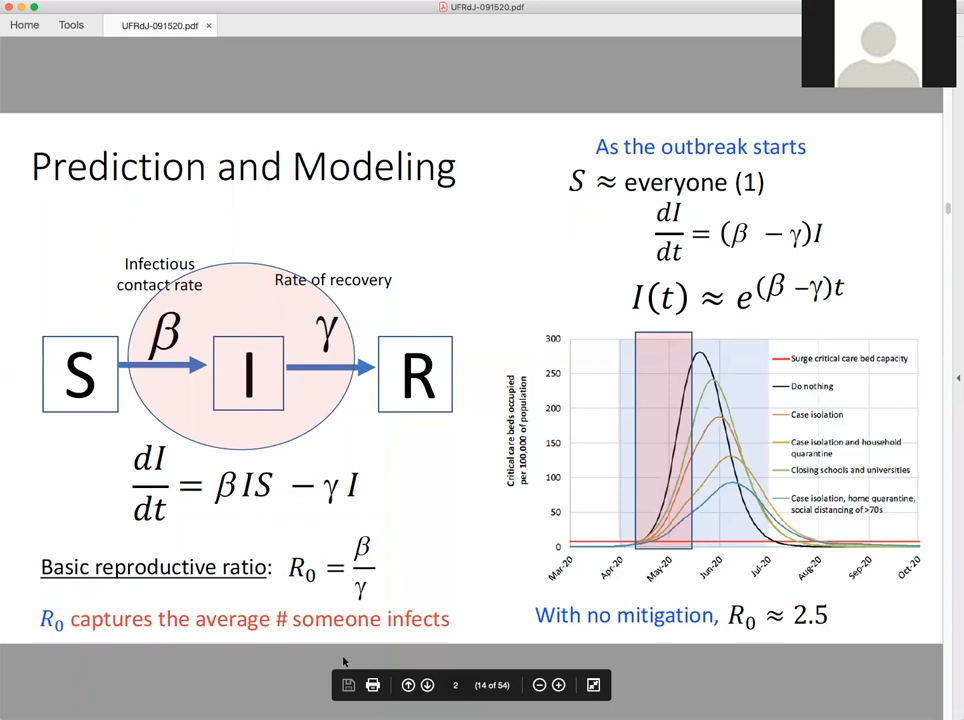 UFRdJ-091520.pdf
Home Tools UFRdJ-091520.pdf ×
Prediction and Modeling
Infectious
contact rate
Rate of recovery
β
γ
S
I
R
dI/dt = βIS − γ I
Basic reproductive ratio: R₀ = β/γ
R₀ captures the average # someone infects
As the outbreak starts
S ≈ everyone (1)
dI/dt = (β − γ)I
I(t) ≈ e^(β −γ)t
Critical care beds occupied
per 100,000 of population
300
250
200
150
100
50
0
Mar-20
Apr-20
May-20
Jun-20
Jul-20
Aug-20
Sep-20
Oct-20
Surge critical care bed capacity
Do nothing
Case isolation
Case isolation and household
quarantine
Closing schools and universities
Case isolation, home quarantine,
social distancing of >70s
With no mitigation, R₀ ≈ 2.5
2 (14 of 54)